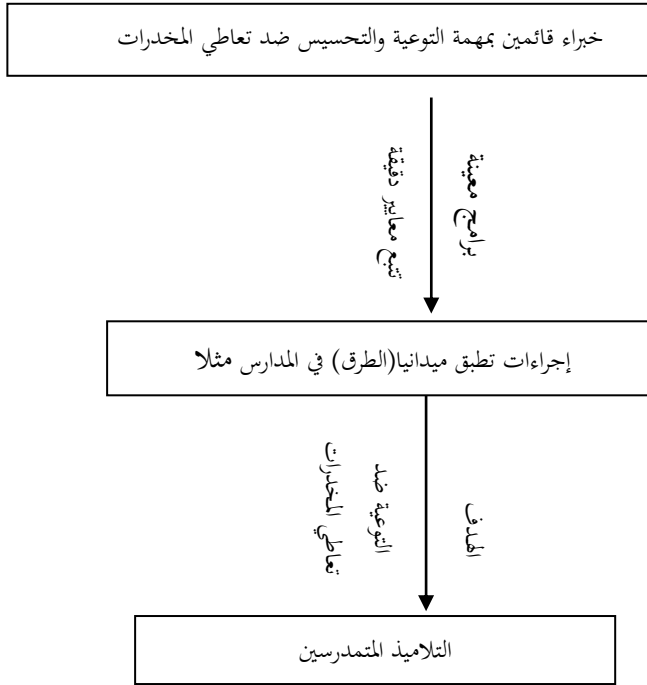 خبراء قائمين بمهمة التوعية والتحسيس ضد تعاطي المخدرات
برامج معينة
تتبع معايير دقيقة
إجراءات تطبق ميدانيا(الطرق) في المدارس مثلا
الهدف
التوعية ضد
تعاطي المخدرات
التلاميذ المتمدرسين